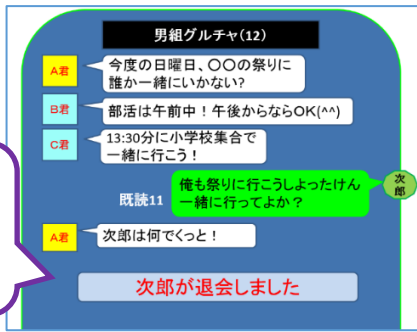 男組グルチャ(12)
A君
今度の日曜日、〇〇の祭りに
誰か一緒にいかない?
B君
部活は午前中！午後からならOK(^^)
C君
13:30分に小学校集合で
一緒に行こう！
俺も祭りに行こうしよったけん
一緒に行ってよか？
次郎
既読11
A君
次郎は何でくっと！
次郎が退会しました